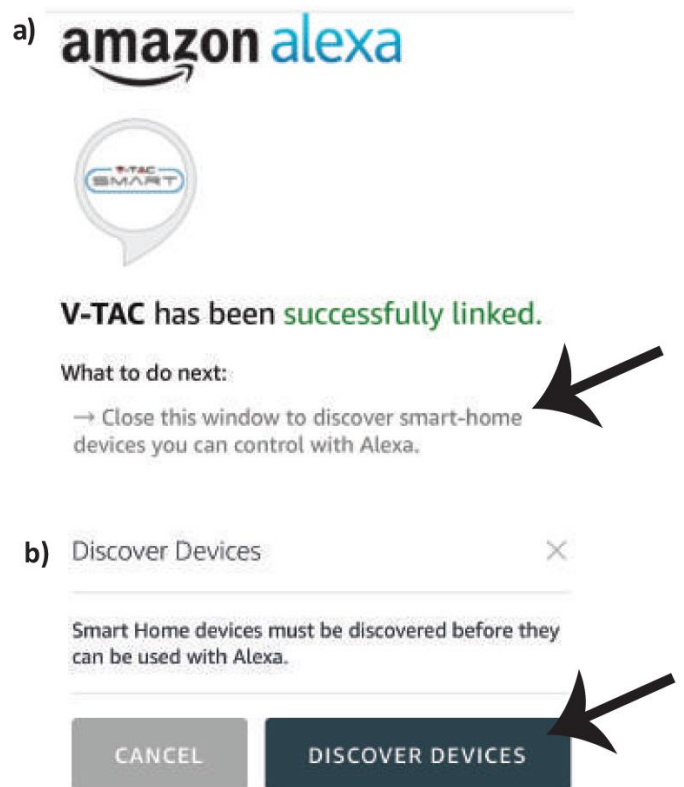 a)
amazon alexa
V-TAC
SMART
V-TAC has been successfully linked.
What to do next:
→ Close this window to discover smart-home
devices you can control with Alexa.
b) Discover Devices
Smart Home devices must be discovered before they
can be used with Alexa.
CANCEL DISCOVER DEVICES